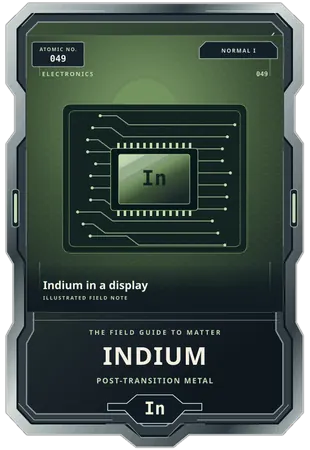 ATOMIC NO.
049
NORMAL I
ELECTRONICS
049
In
Indium in a display
ILLUSTRATED FIELD NOTE
THE FIELD GUIDE TO MATTER
INDIUM
POST-TRANSITION METAL
In